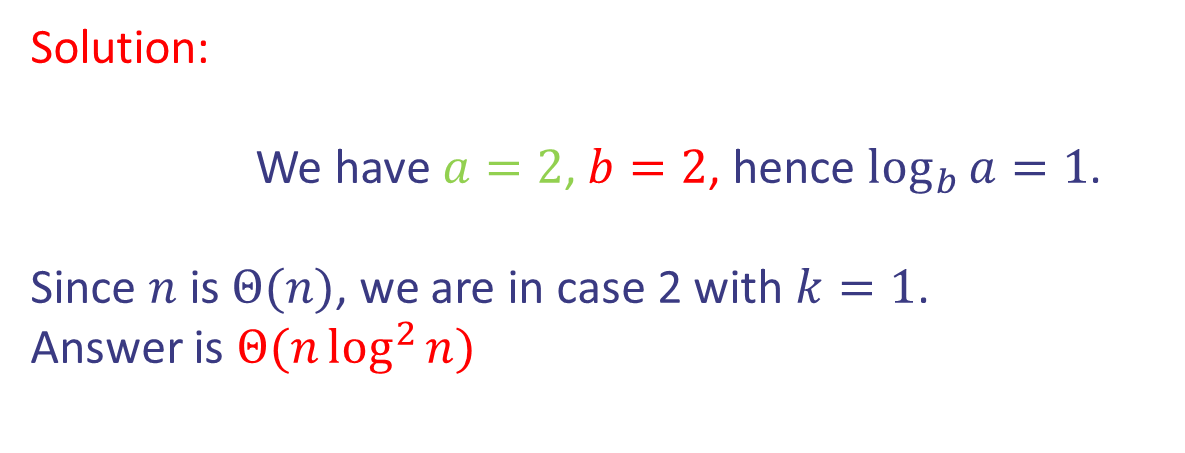 Solution:
We have a = 2, b = 2, hence log_b a = 1.
Since n is Θ(n), we are in case 2 with k = 1.
Answer is Θ(n log² n)